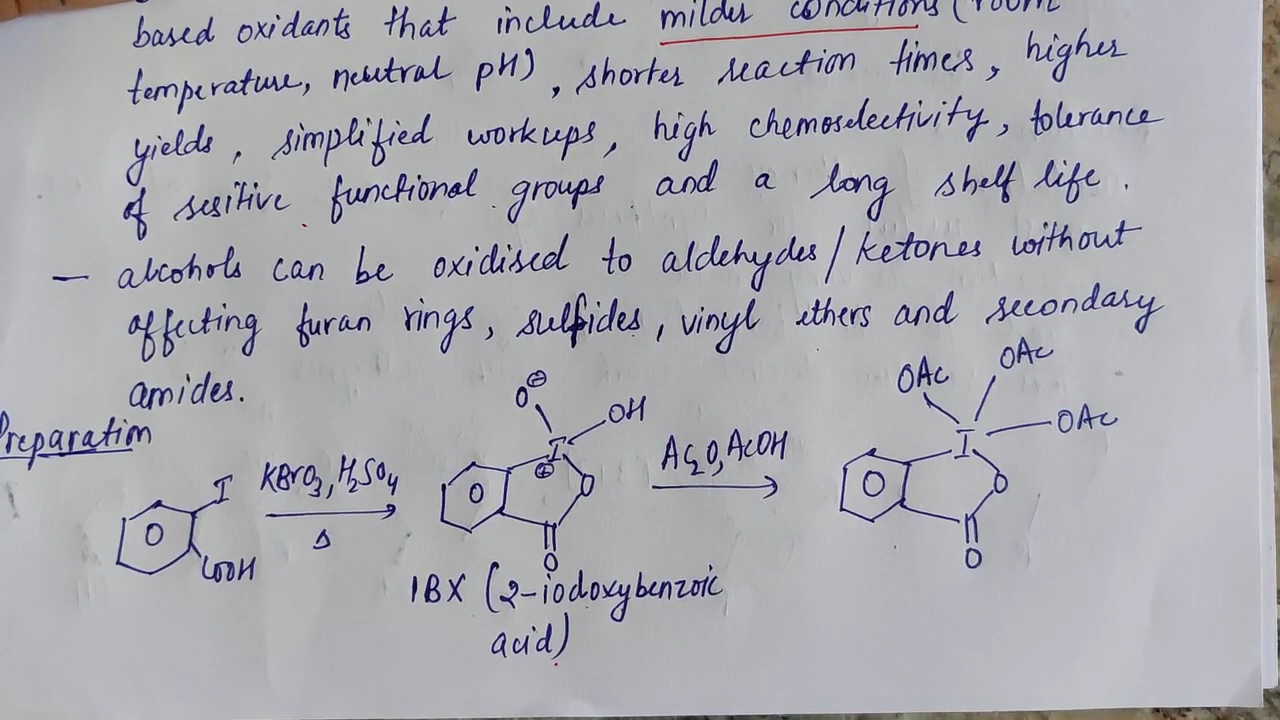 based oxidants that include milder conditions (room
temperature, neutral pH), shorter reaction times, higher
yields, simplified workups, high chemoselectivity, tolerance
of sesitive functional groups and a long shelf life.
— alcohols can be oxidised to aldehydes/ketones without
affecting furan rings, sulfides, vinyl ethers and secondary
amides.
Preparation
I
COOH
KBrO3, H2SO4
Δ
O⊖
OH
I
⊕
O
O
IBX (2-iodoxybenzoic
acid)
Ac2O, AcOH
OAc
OAc
OAc
I
O
O